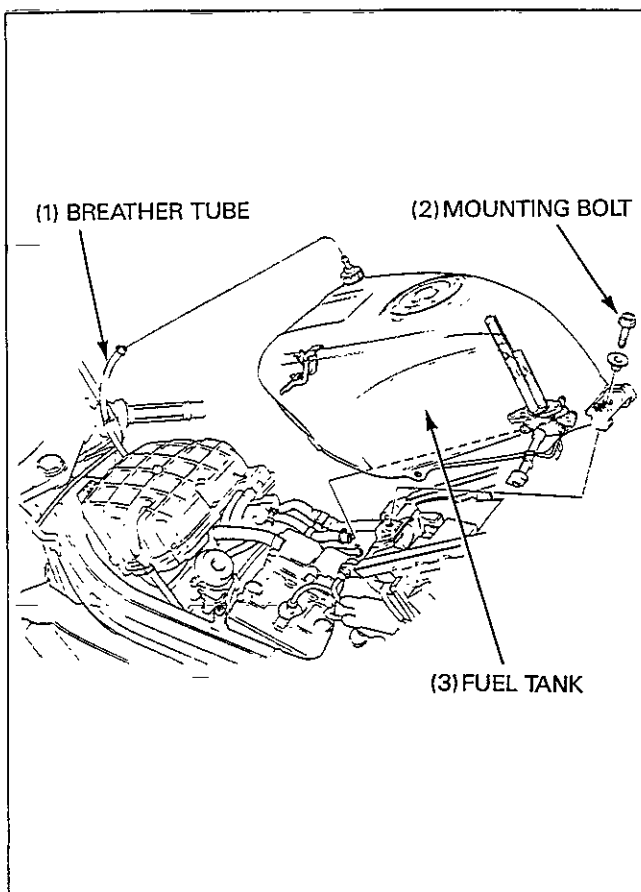 (1) BREATHER TUBE
(2) MOUNTING BOLT
(3) FUEL TANK